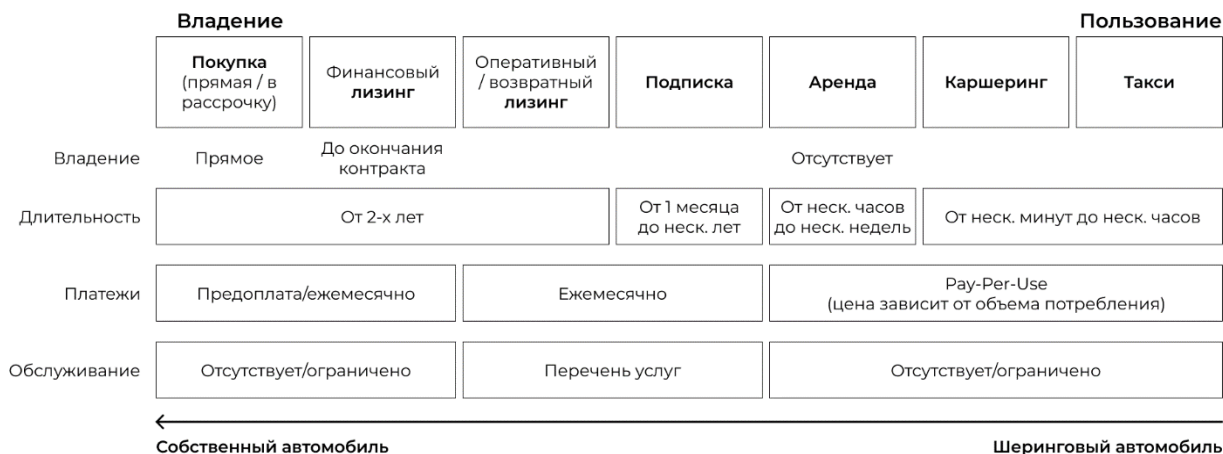 Владение
Пользование
Покупка
(прямая / в
рассрочку)
Финансовый
лизинг
Оперативный
/ возвратный
лизинг
Подписка
Аренда
Каршеринг
Такси
Владение
Прямое
До окончания
контракта
Отсутствует
Длительность
От 2-х лет
От 1 месяца
до неск. лет
От неск. часов
до неск. недель
От неск. минут до неск. часов
Платежи
Предоплата/ежемесячно
Ежемесячно
Pay-Per-Use
(цена зависит от объема потребления)
Обслуживание
Отсутствует/ограничено
Перечень услуг
Отсутствует/ограничено
Собственный автомобиль
Шеринговый автомобиль